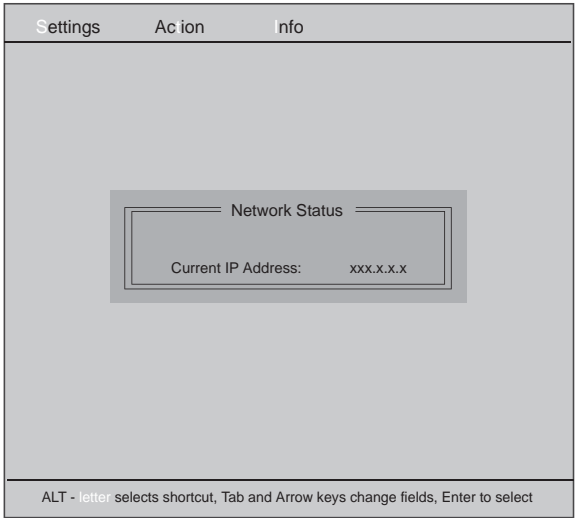 Settings Action Info
Network Status
Current IP Address: xxx.x.x.x
ALT - letter selects shortcut, Tab and Arrow keys change fields, Enter to select